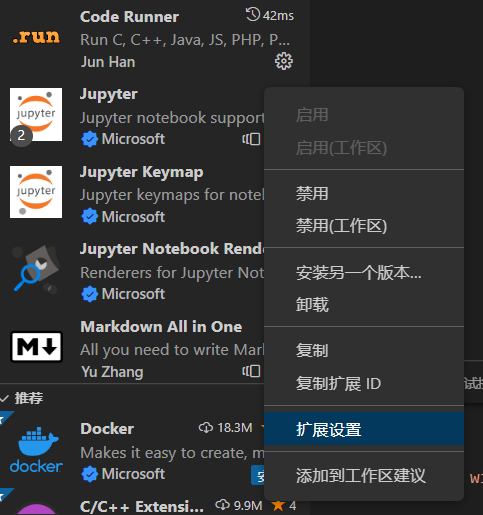 .run
Code Runner
42ms
Run C, C++, Java, JS, PHP, P...
Jun Han
jupyter
2
Jupyter
Jupyter notebook support
Microsoft
jupyter
Jupyter Keymap
Jupyter keymaps for note
Microsoft
Jupyter Notebook Rende
Renderers for Jupyter Not
Microsoft
M
Markdown All in One
All you need to write Mar
Yu Zhang
启用
启用(工作区)
禁用
禁用(工作区)
安装另一个版本...
卸载
复制
复制扩展 ID
扩展设置
添加到工作区建议
推荐
docker
Docker
18.3M
Makes it easy to create, m
Microsoft
安
C/C++ Extensi...
9.9M
4
试